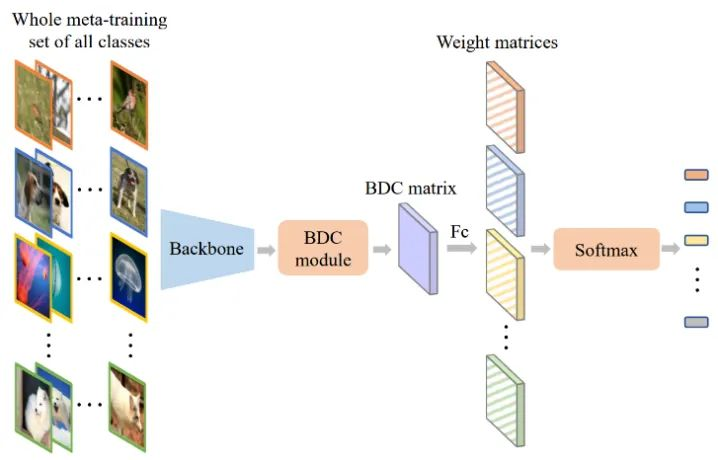 Whole meta-training
set of all classes
Weight matrices
BDC matrix
Backbone
BDC
module
Fc
Softmax